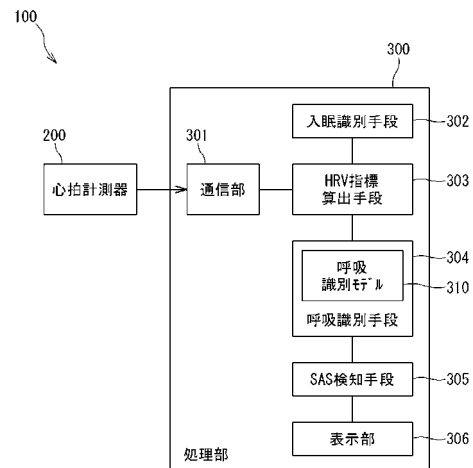 100
300
入眠識別手段
302
200
301
心拍計測器
通信部
HRV指標
算出手段
303
304
呼吸
識別ﾓﾃﾞﾙ
310
呼吸識別手段
SAS検知手段
305
表示部
306
処理部